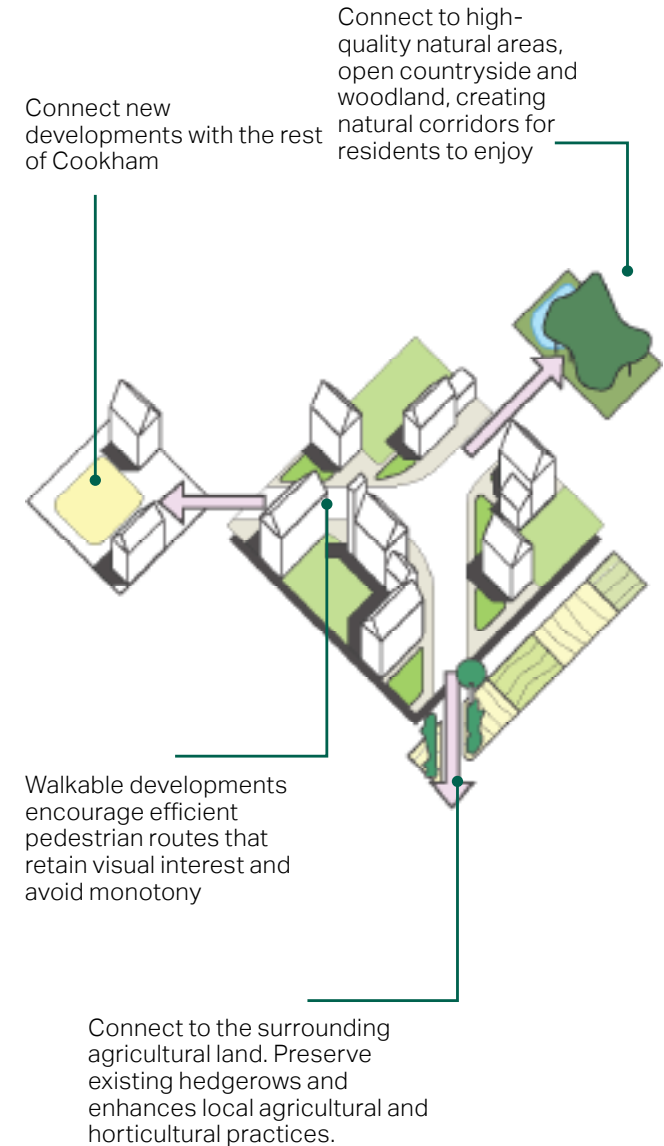 Connect to high-
quality natural areas,
open countryside and
woodland, creating
natural corridors for
residents to enjoy
Connect new
developments with the rest
of Cookham
Walkable developments
encourage efficient
pedestrian routes that
retain visual interest and
avoid monotony
Connect to the surrounding
agricultural land. Preserve
existing hedgerows and
enhances local agricultural and
horticultural practices.